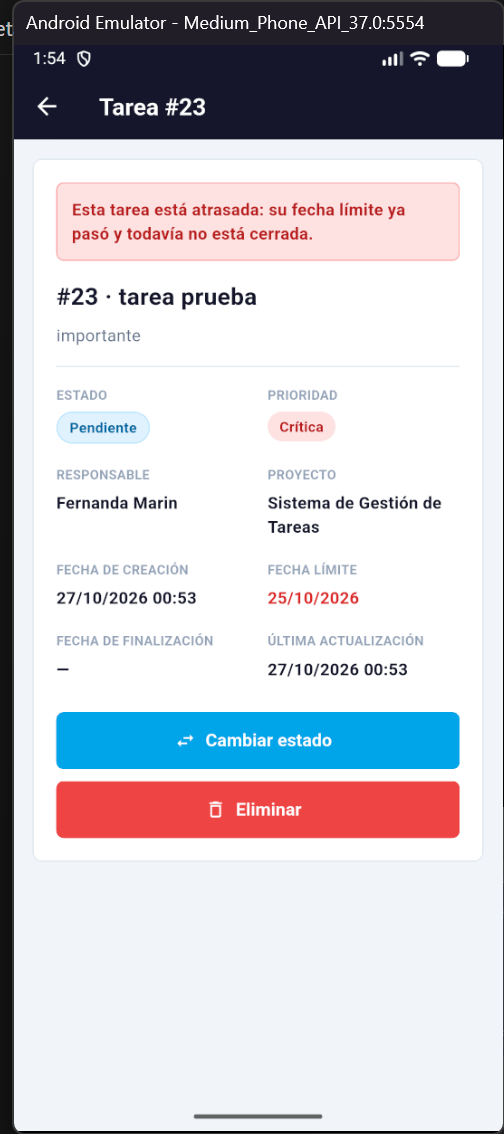 Android Emulator - Medium_Phone_API_37.0:5554
1:54
Tarea #23
Esta tarea está atrasada: su fecha límite ya
pasó y todavía no está cerrada.
#23 · tarea prueba
importante
ESTADO
PRIORIDAD
Pendiente
Crítica
RESPONSABLE
PROYECTO
Fernanda Marin
Sistema de Gestión de
Tareas
FECHA DE CREACIÓN
FECHA LÍMITE
27/10/2026 00:53
25/10/2026
FECHA DE FINALIZACIÓN
ÚLTIMA ACTUALIZACIÓN
—
27/10/2026 00:53
Cambiar estado
Eliminar